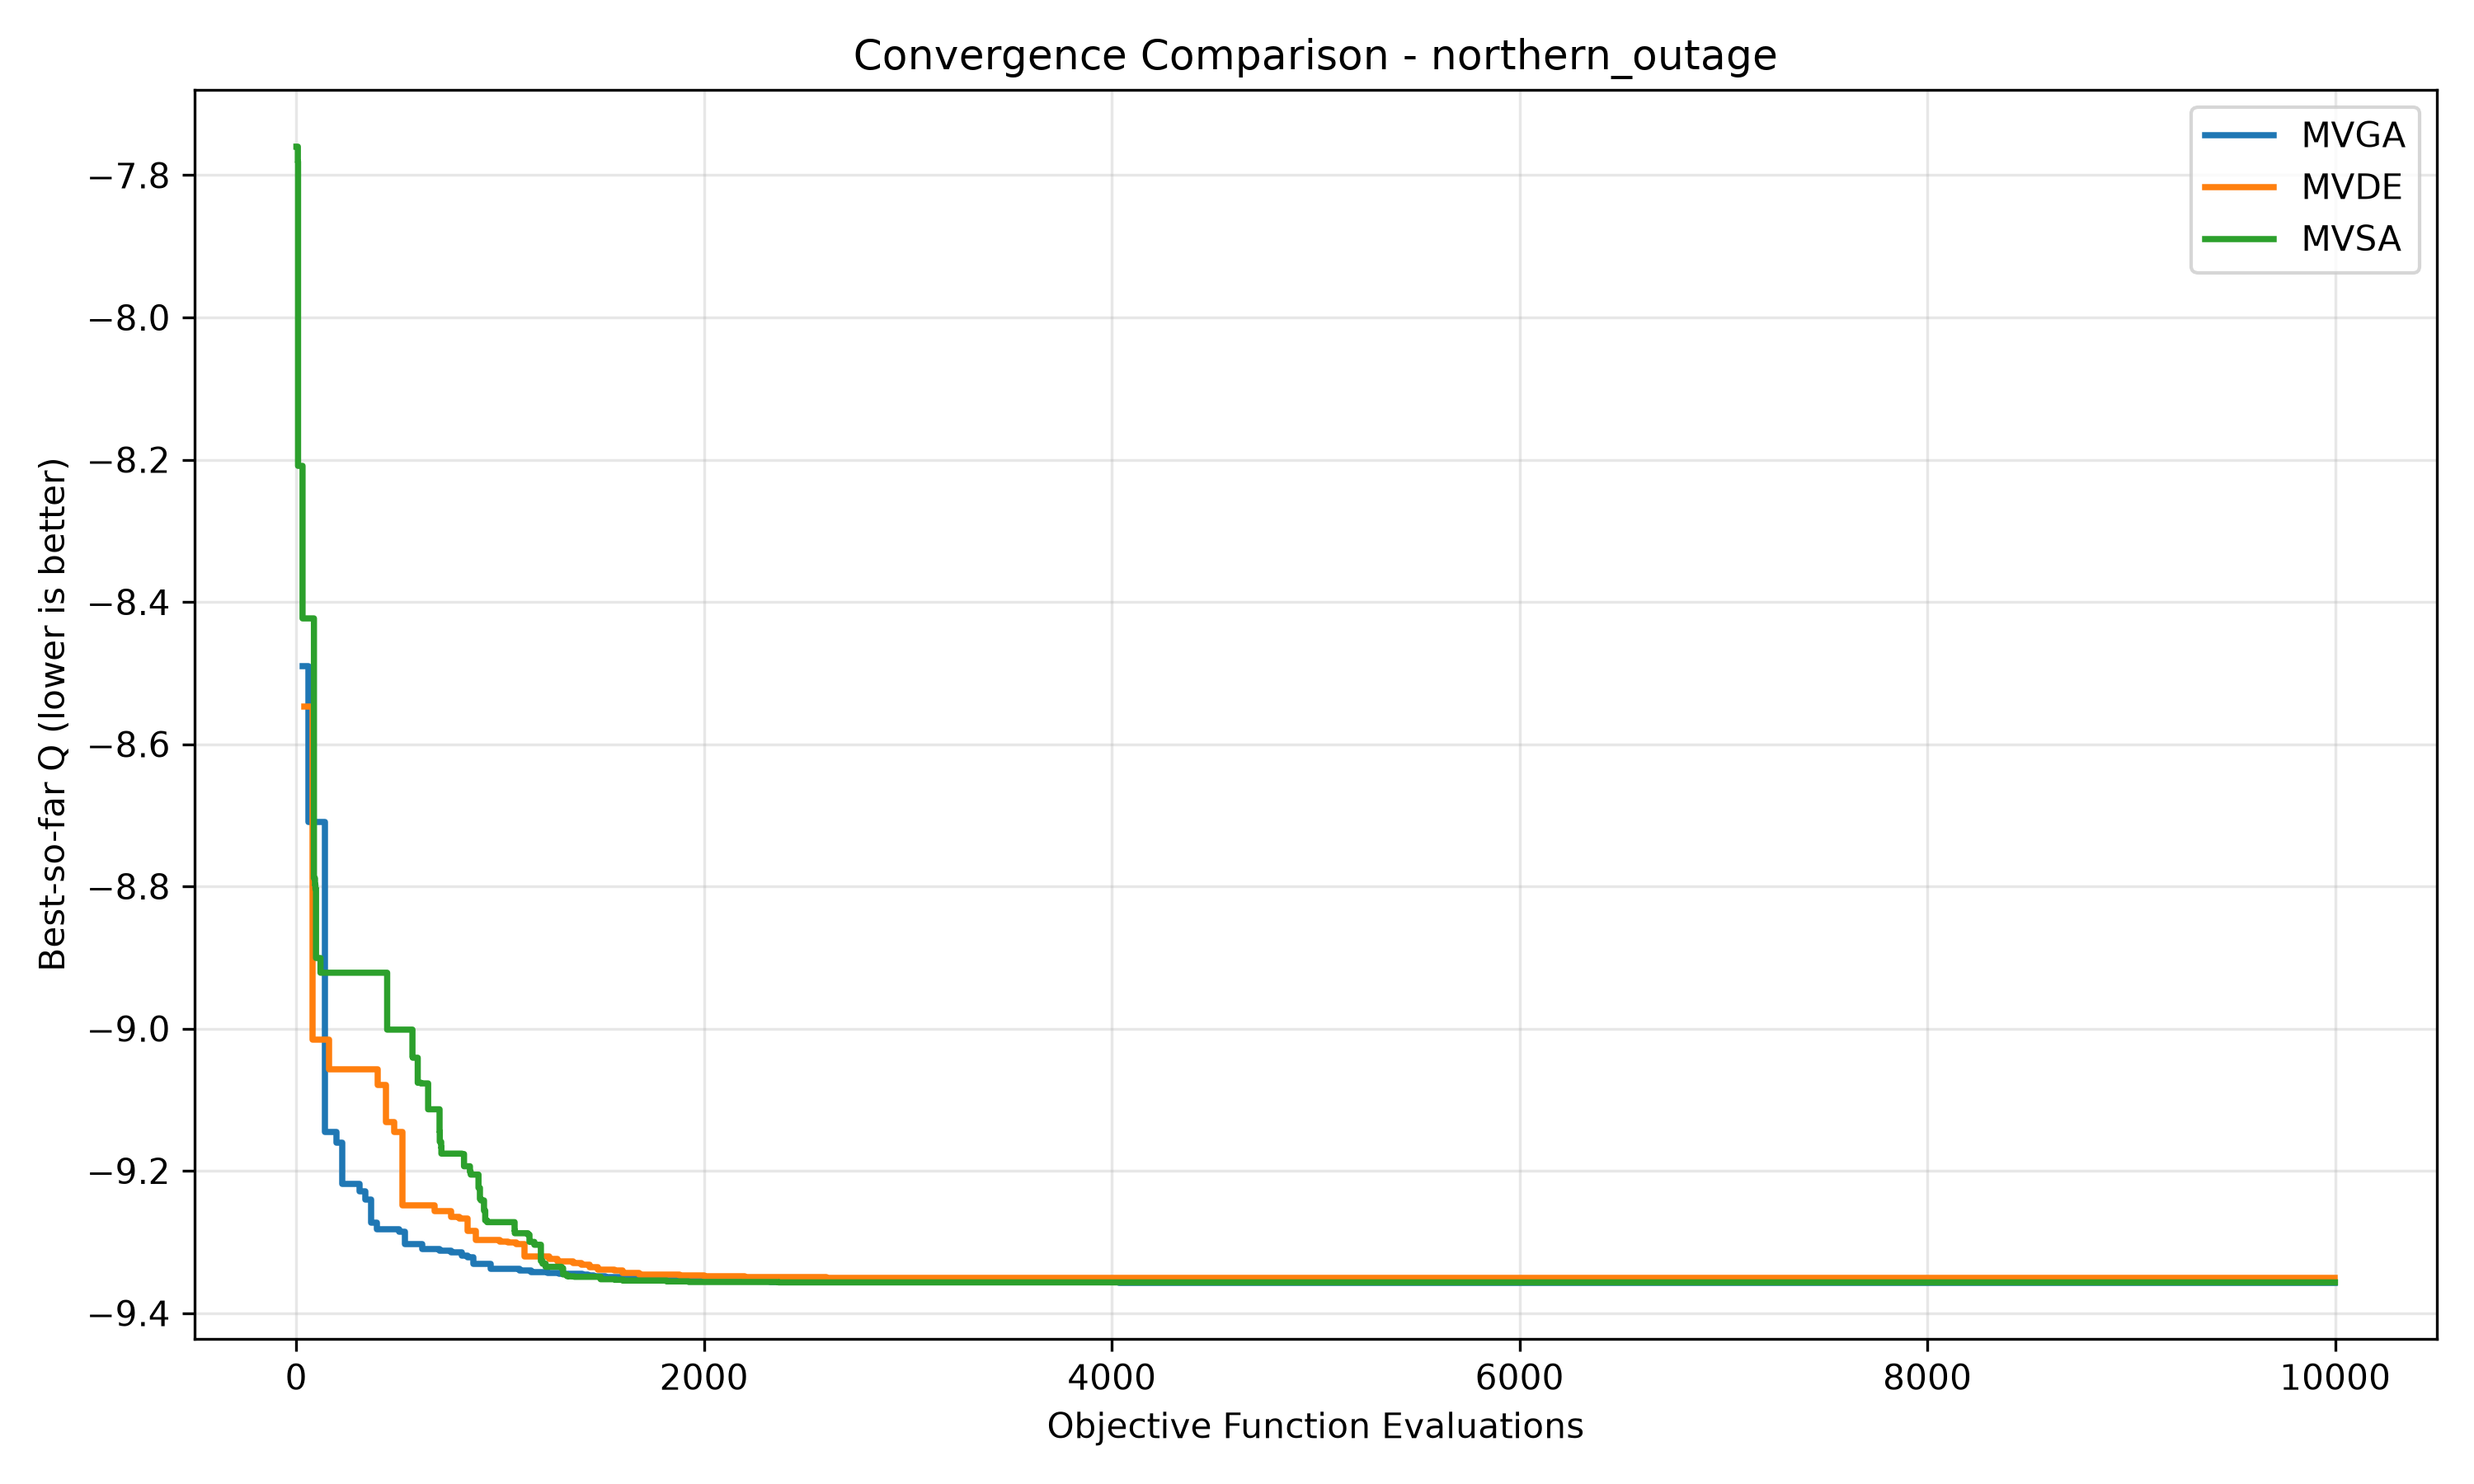 Convergence Comparison - northern_outage
MVGA
MVDE
MVSA
Best-so-far Q (lower is better)
−7.8
−8.0
−8.2
−8.4
−8.6
−8.8
−9.0
−9.2
−9.4
0 2000 4000 6000 8000 10000
Objective Function Evaluations